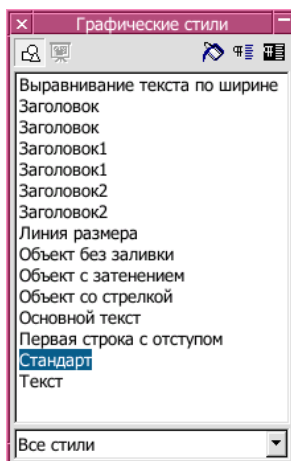 Графические стили
Выравнивание текста по ширине
Заголовок
Заголовок
Заголовок1
Заголовок1
Заголовок2
Заголовок2
Линия размера
Объект без заливки
Объект с затенением
Объект со стрелкой
Основной текст
Первая строка с отступом
Стандарт
Текст
Все стили